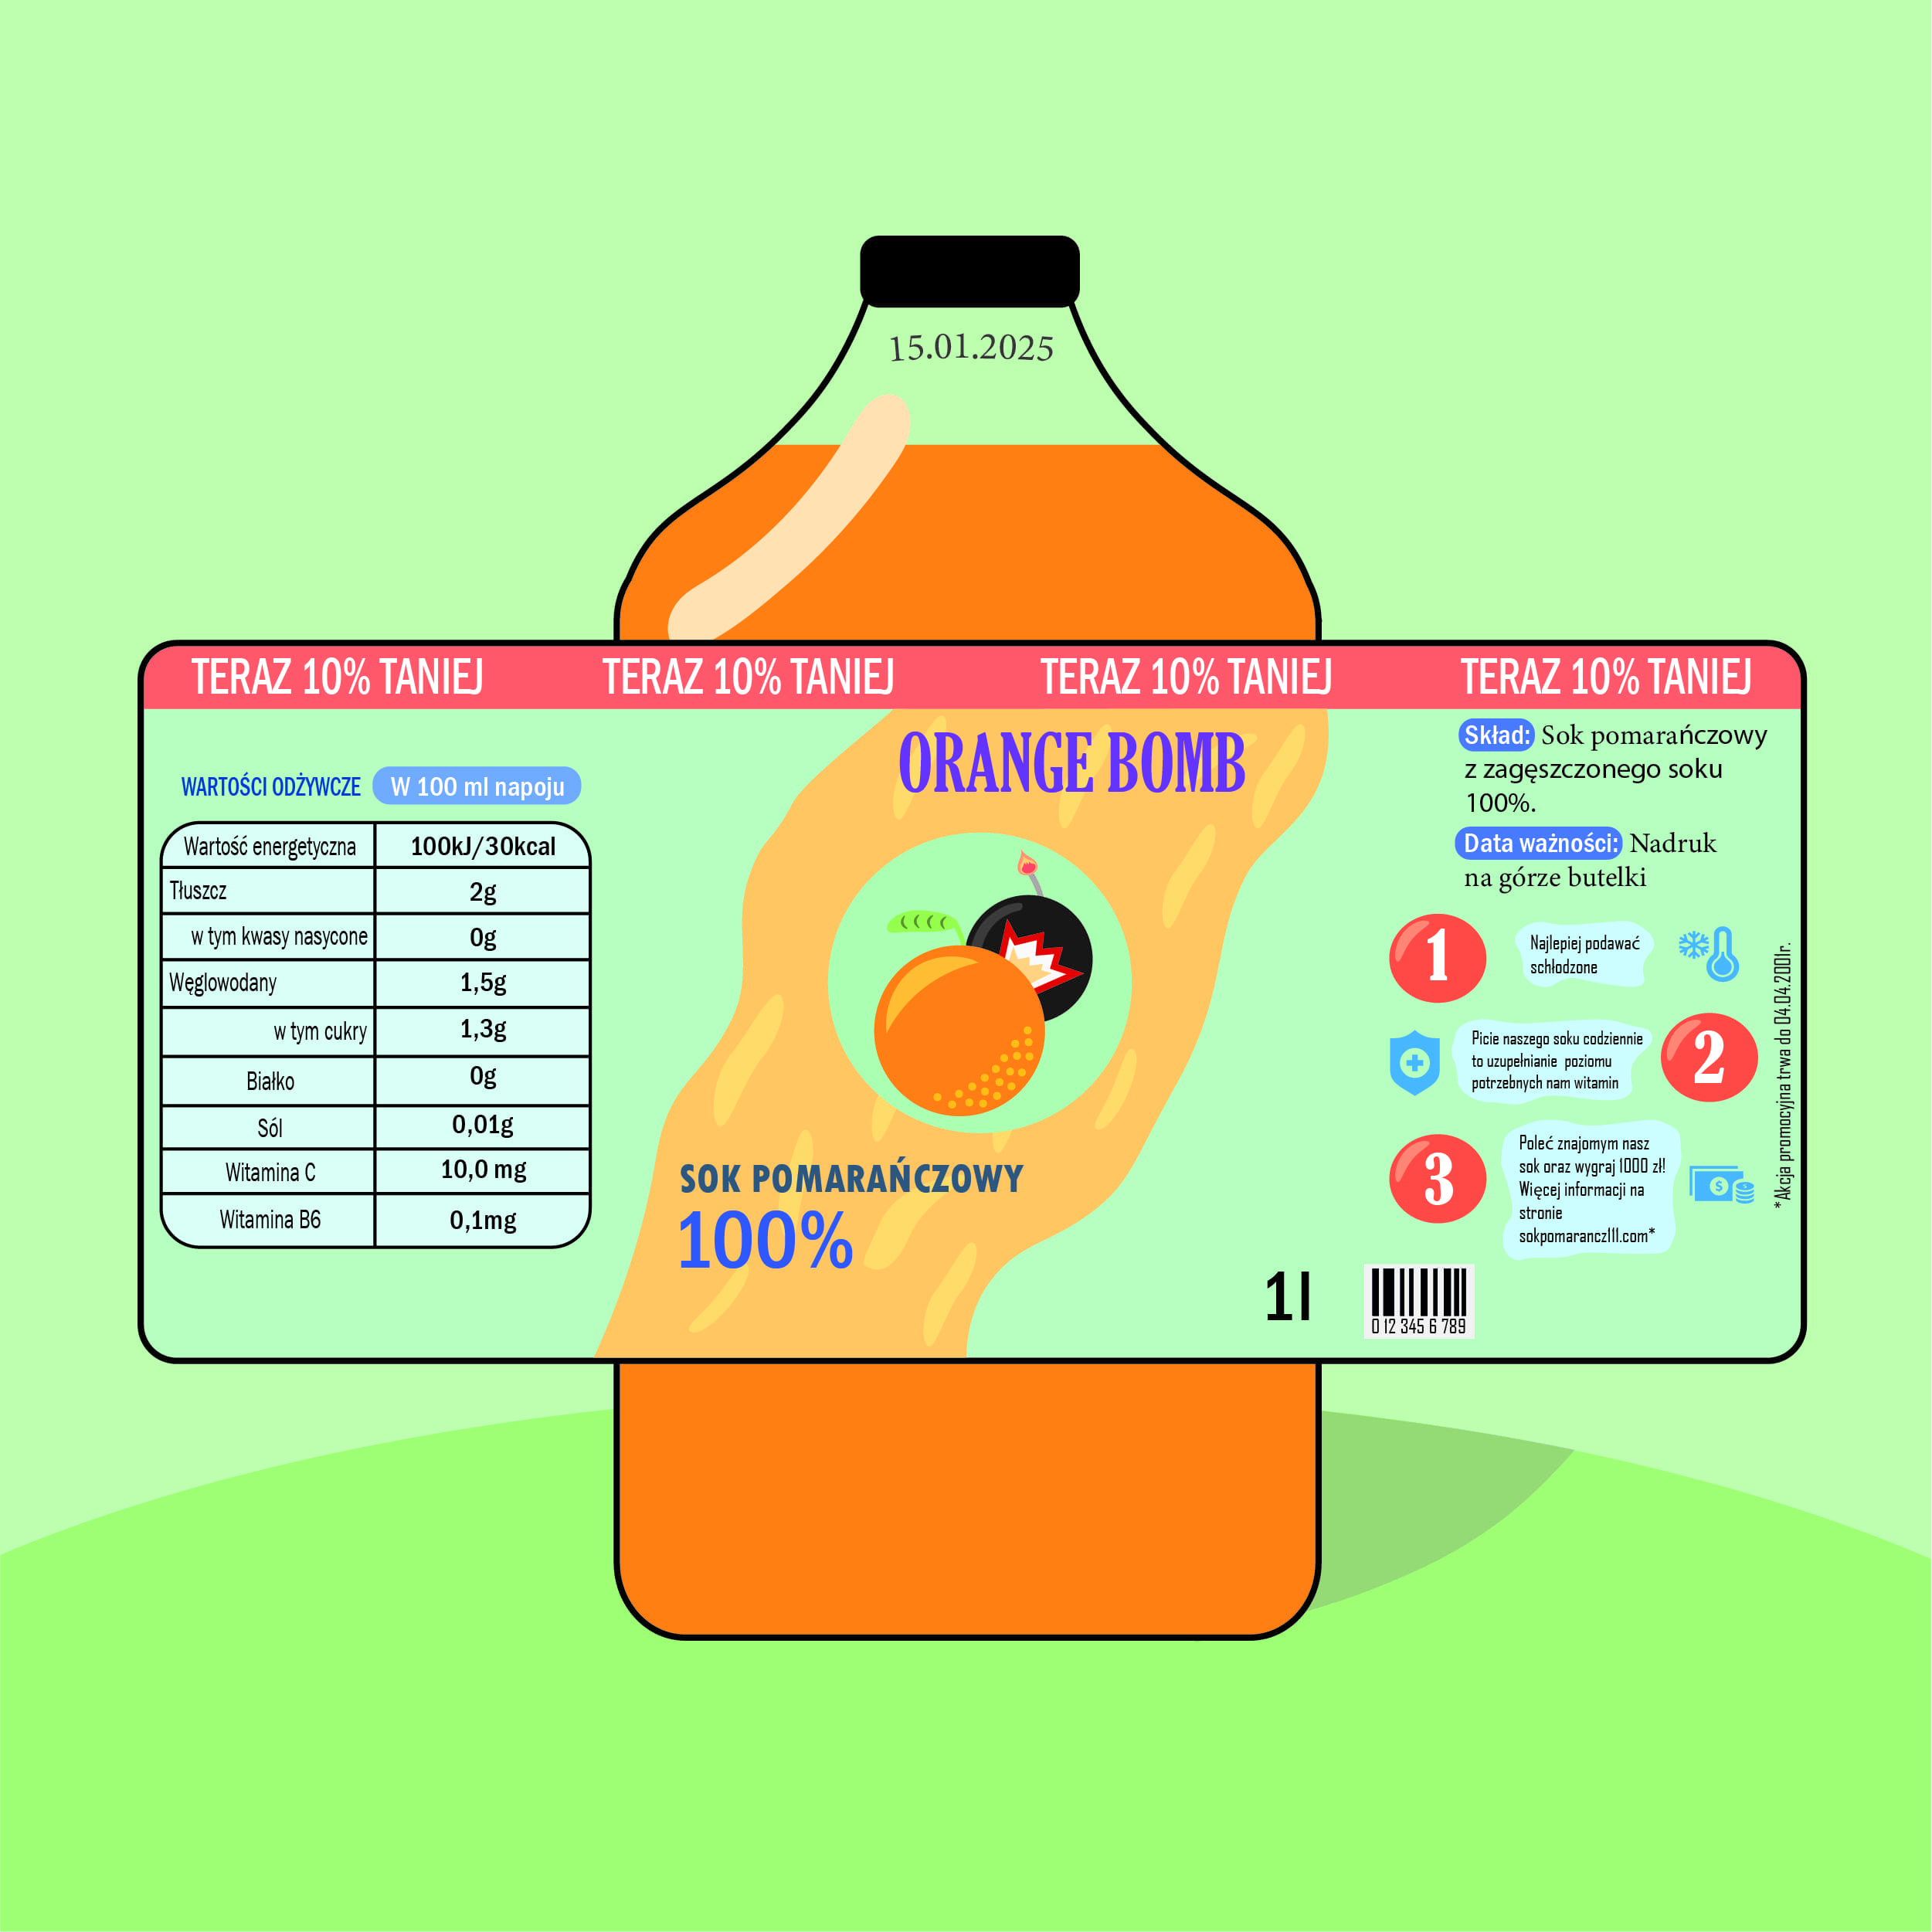 15.01.2025
TERAZ 10% TANIEJ TERAZ 10% TANIEJ TERAZ 10% TANIEJ TERAZ 10% TANIEJ
WARTOŚCI ODŻYWCZE W 100 ml napoju
Wartość energetyczna 100kJ/30kcal
Tłuszcz 2g
w tym kwasy nasycone 0g
Węglowodany 1,5g
w tym cukry 1,3g
Białko 0g
Sól 0,01g
Witamina C 10,0 mg
Witamina B6 0,1mg
ORANGE BOMB
SOK POMARAŃCZOWY
100%
1l
Skład: Sok pomarańczowy
z zagęszczonego soku
100%.
Data ważności: Nadruk
na górze butelki
1
Najlepiej podawać
schłodzone
Picie naszego soku codziennie
to uzupełnianie poziomu
potrzebnych nam witamin
2
3
Poleć znajomym nasz
sok oraz wygraj 1000 zł!
Więcej informacji na
stronie
sokpomarancz111.com*
$
*Akcja promocyjna trwa do 04.04.2001r.
0 12 345 6 789